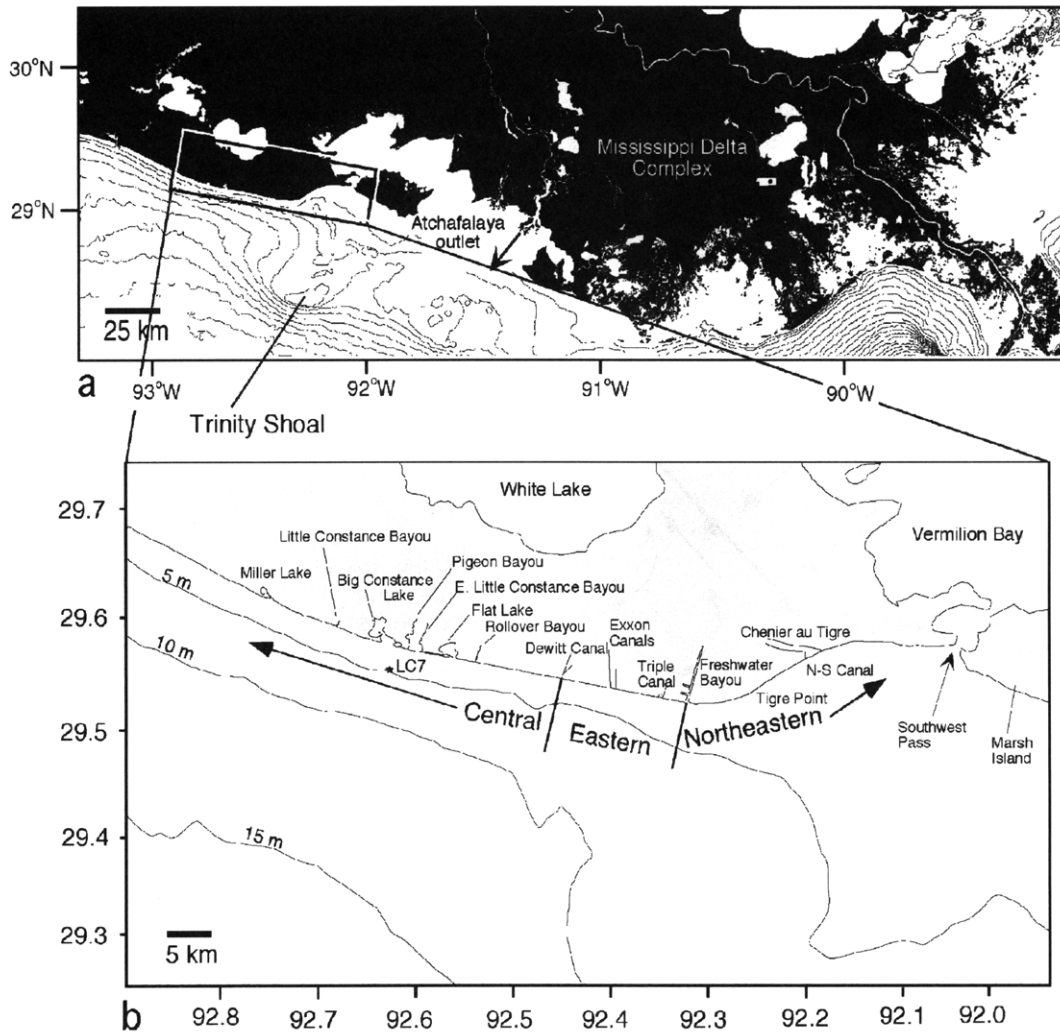 30°N
29°N
Mississippi Delta
Complex
Atchafalaya
outlet
25 km
a
93°W
92°W
91°W
90°W
Trinity Shoal
29.7
29.6
29.5
29.4
29.3
White Lake
Vermilion Bay
Little Constance Bayou
Pigeon Bayou
Miller Lake
Big Constance
Lake
E. Little Constance Bayou
Flat Lake
Rollover Bayou
5 m
Dewitt Canal
Exxon
Canals
Chenier au Tigre
10 m
LC7
Triple
Canal
Freshwater
Bayou
N-S Canal
Tigre Point
Central
Eastern
Northeastern
Southwest
Pass
Marsh
Island
15 m
5 km
b
92.8
92.7
92.6
92.5
92.4
92.3
92.2
92.1
92.0